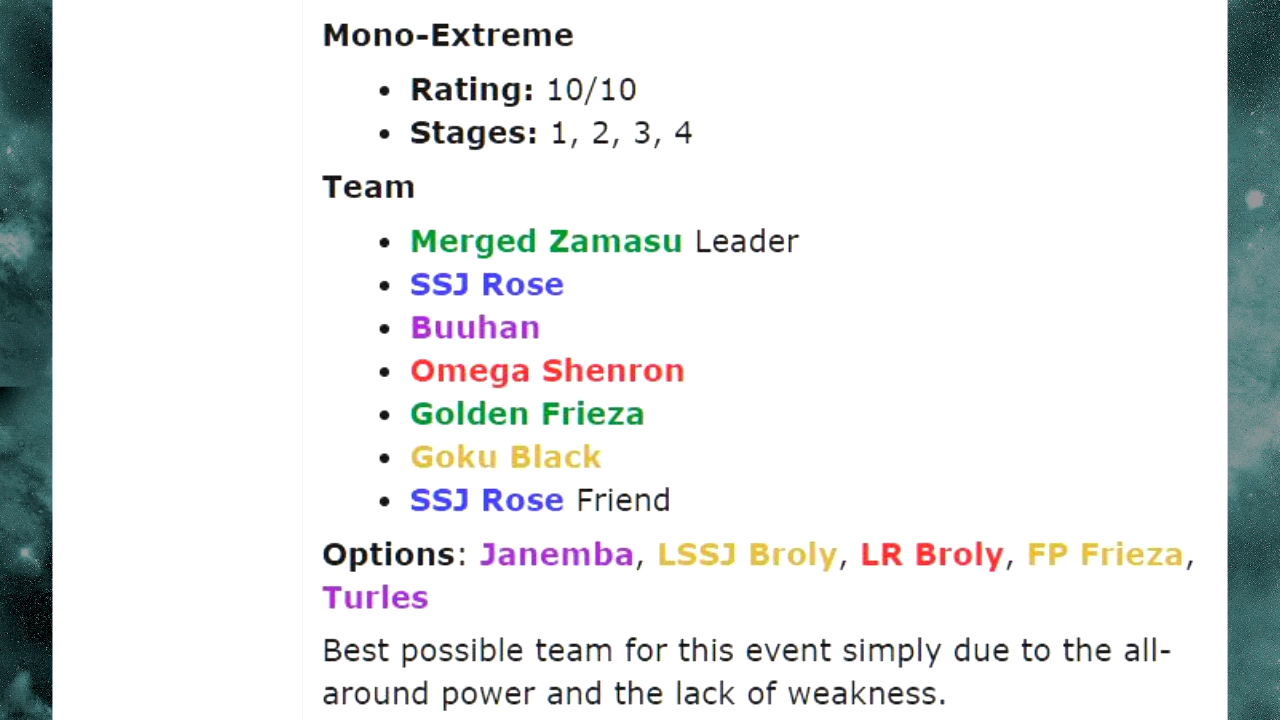 Mono-Extreme
• Rating: 10/10
• Stages: 1, 2, 3, 4
Team
• Merged Zamasu Leader
• SSJ Rose
• Buuhan
• Omega Shenron
• Golden Frieza
• Goku Black
• SSJ Rose Friend
Options: Janemba, LSSJ Broly, LR Broly, FP Frieza,
Turles
Best possible team for this event simply due to the all-
around power and the lack of weakness.